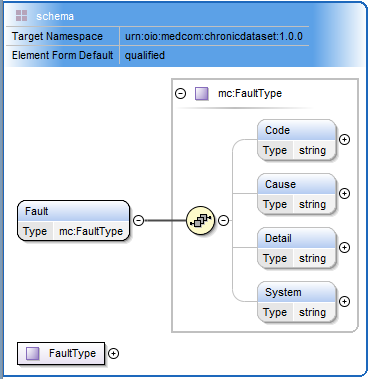 schema
Target Namespace urn:oio:medcom:chronicdataset:1.0.0
Element Form Default qualified
mc:FaultType
Code
Type string
Cause
Type string
Fault
Type mc:FaultType
Detail
Type string
System
Type string
FaultType